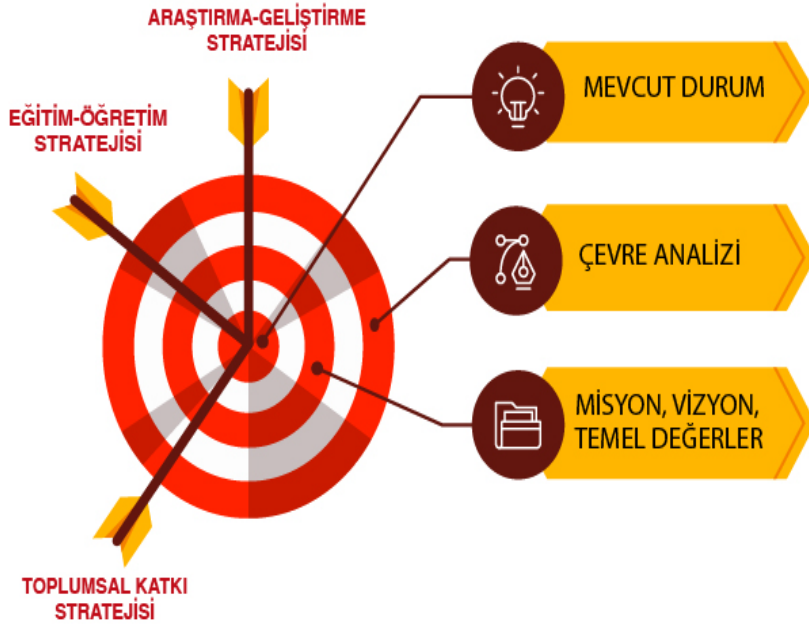 ARAŞTIRMA-GELİŞTİRME
STRATEJİSİ
EĞİTİM-ÖĞRETİM
STRATEJİSİ
TOPLUMSAL KATKI
STRATEJİSİ
MEVCUT DURUM
ÇEVRE ANALİZİ
MİSYON, VİZYON,
TEMEL DEĞERLER